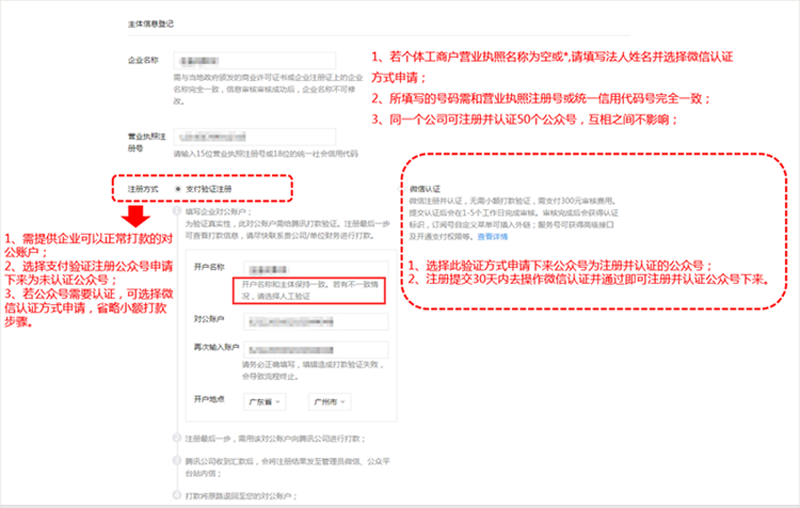 主体信息登记
企业名称
需与当地政府颁发的商业许可证书或企业注册证上的企业
名称完全一致，信息审核审核成功后，企业名称不可修
改。
1、若个体工商户营业执照名称为空或*,请填写法人姓名并选择微信认证
方式申请；
2、所填写的号码需和营业执照注册号或统一信用代码号完全一致；
3、同一个公司可注册并认证50个公众号，互相之间不影响；
营业执照注
册号
请输入15位营业执照注册号或18位的统一社会信用代码
注册方式
支付验证注册
1 填写企业对公账户；
为验证真实性，此对公账户需给腾讯打款验证。注册最后一步
可查看打款信息，请尽快联系贵公司/单位财务进行打款。
微信认证
微信注册并认证，无需小额打款验证，需支付300元审核费用。
提交认证后会在1-5个工作日完成审核。审核完成后会获得认证
标识，订阅号自定义菜单可插入外链；服务号可获得高级接口
及开通支付权限等。查看详情
1、选择此验证方式申请下来公众号为注册并认证的公众号；
2、注册提交30天内去操作微信认证并通过即可注册并认证公众号下来。
1、需提供企业可以正常打款的对
公账户；
2、选择支付验证注册公众号申请
下来为未认证公众号；
3、若公众号需要认证，可选择微
信认证方式申请，省略小额打款
步骤。
开户名称
开户名称和主体保持一致。若有不一致情
况，请选择人工验证
对公账户
再次输入账户
请务必正确填写，填错造成打款验证失败，
会导致流程终止。
开户地点
广东省
广州市
2 注册最后一步，需用该对公账户向腾讯公司进行打款；
3 腾讯公司收到汇款后，会将注册结果发至管理员微信、公众平
台站内信；
4 打款将原路退回至您的对公账户；